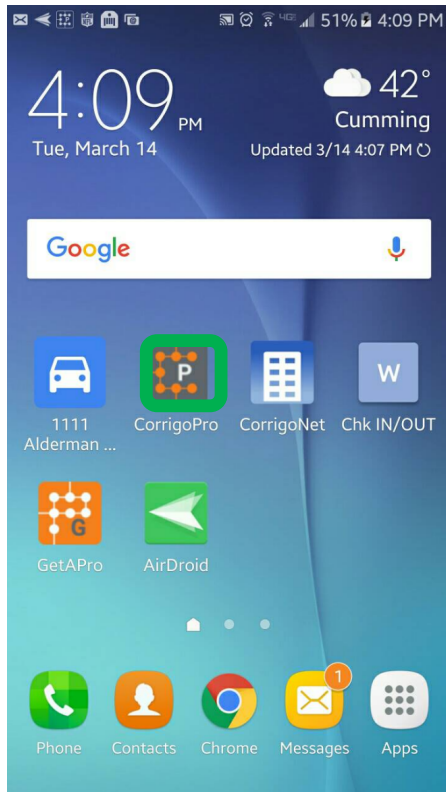 4G
51%
4:09 PM
4:09 PM
42°
Cumming
Tue, March 14
Updated 3/14 4:07 PM
Google
P
W
1111
Alderman ...
CorrigoPro
CorrigoNet
Chk IN/OUT
G
GetAPro
AirDroid
1
Phone
Contacts
Chrome
Messages
Apps